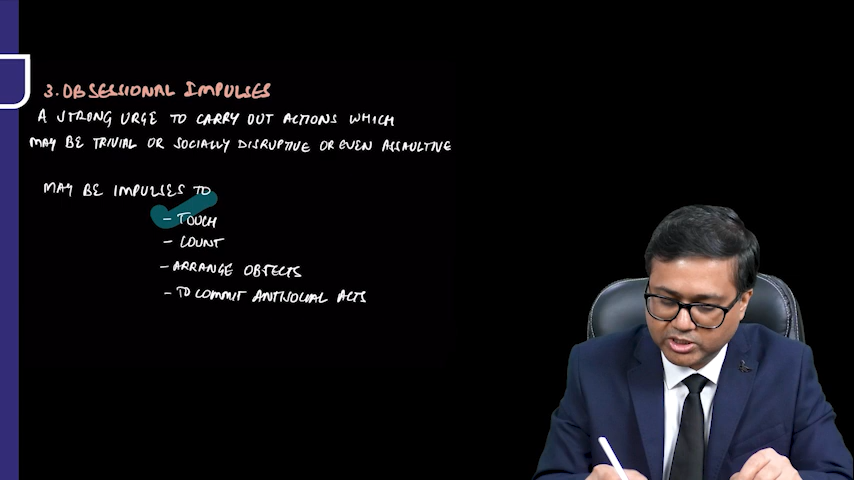 3. OBSESSIONAL IMPULSES
A STRONG URGE TO CARRY OUT ACTIONS WHICH
MAY BE TRIVIAL OR SOCIALLY DISRUPTIVE OR EVEN ASSAULTIVE
MAY BE IMPULSES TO
- TOUCH
- COUNT
- ARRANGE OBJECTS
- TO COMMIT ANTISOCIAL ACTS